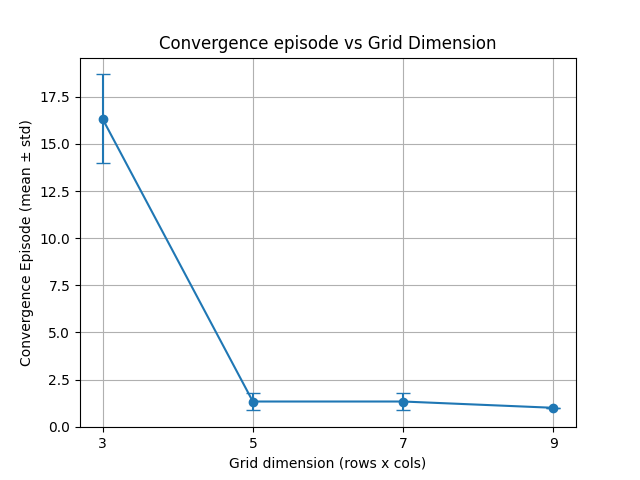 Convergence episode vs Grid Dimension
Convergence Episode (mean ± std)
17.5
15.0
12.5
10.0
7.5
5.0
2.5
0.0
3 5 7 9
Grid dimension (rows x cols)